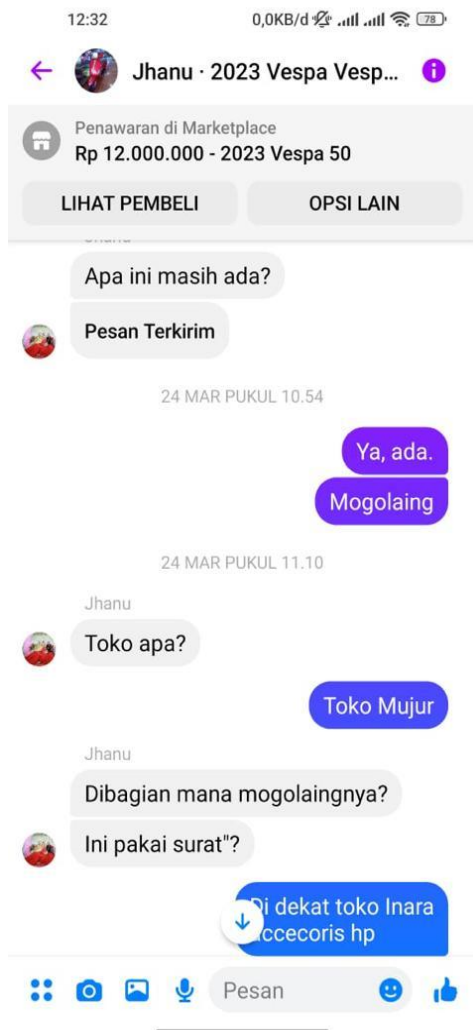 12:32
0,0KB/d
78
Jhanu · 2023 Vespa Vesp...
Penawaran di Marketplace
Rp 12.000.000 - 2023 Vespa 50
LIHAT PEMBELI
OPSI LAIN
Apa ini masih ada?
Pesan Terkirim
24 MAR PUKUL 10.54
Ya, ada.
Mogolaing
24 MAR PUKUL 11.10
Jhanu
Toko apa?
Toko Mujur
Jhanu
Dibagian mana mogolaingnya?
Ini pakai surat"?
Di dekat toko Inara
hp
Pesan